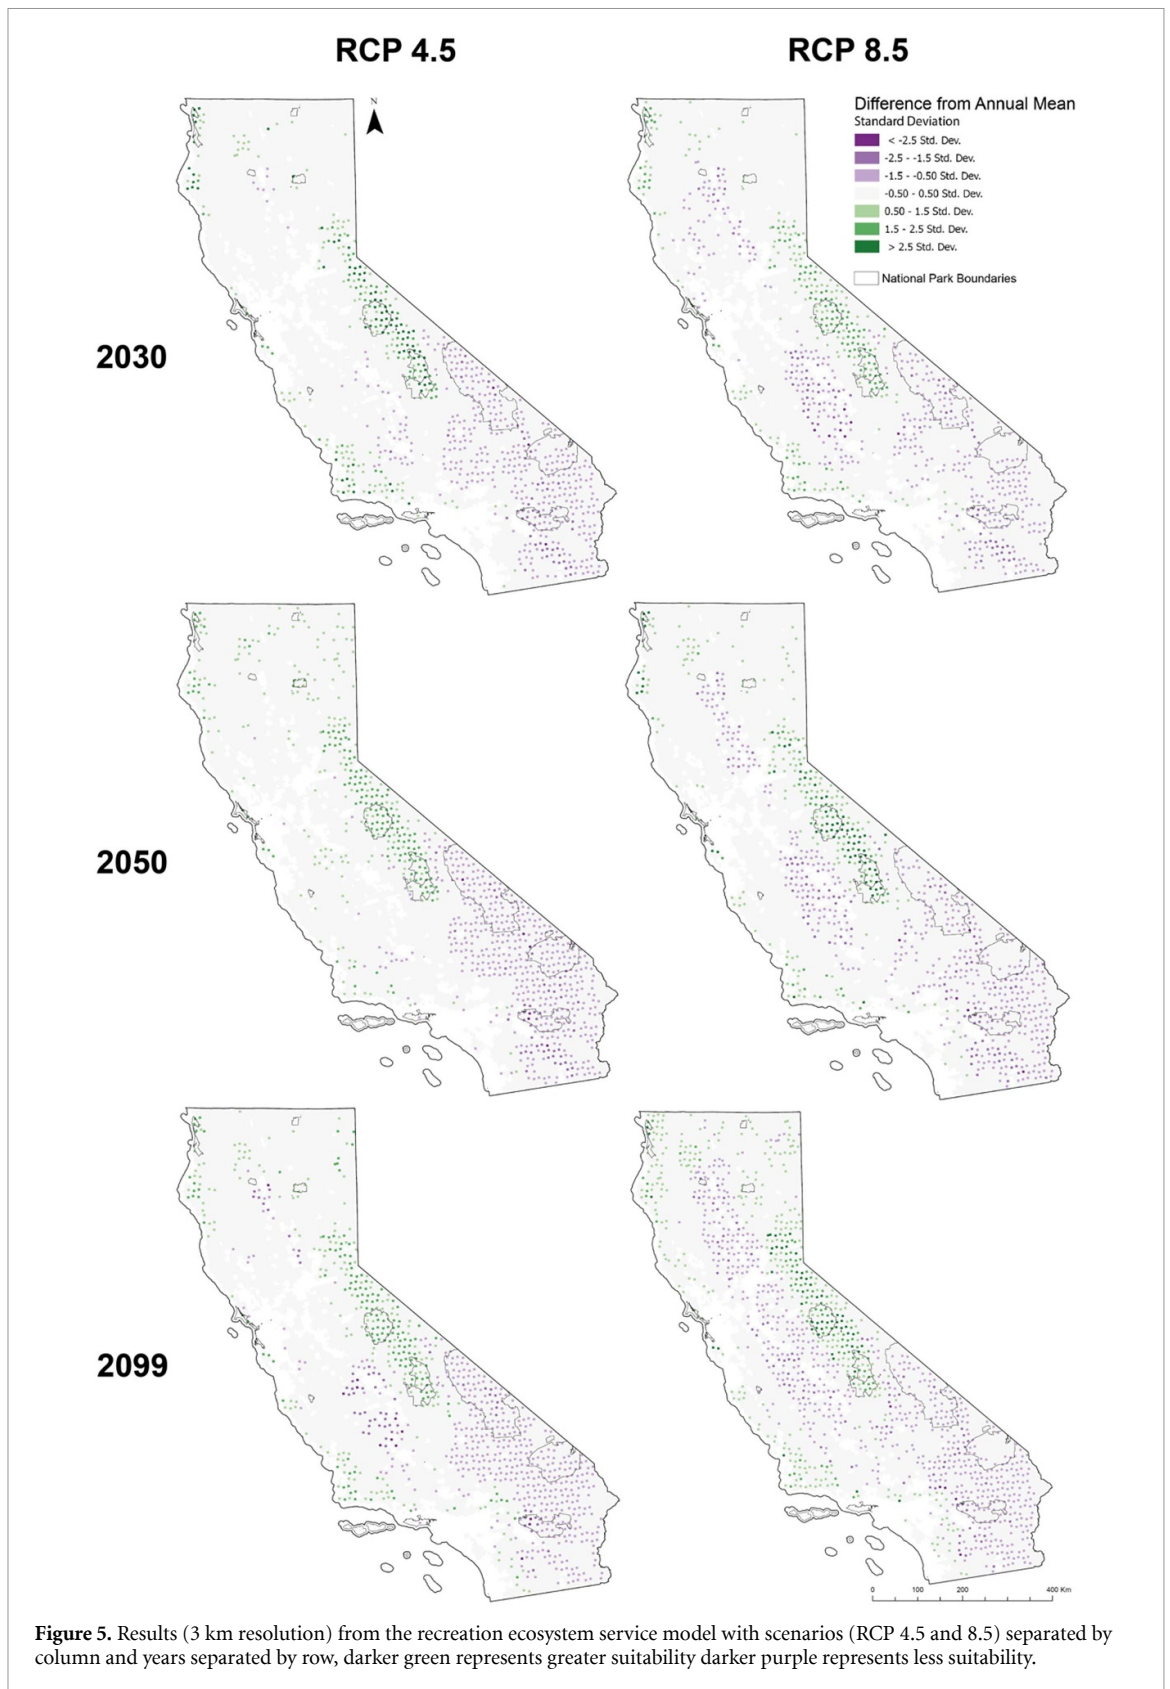 RCP 4.5
RCP 8.5
N
Difference from Annual Mean
Standard Deviation
< -2.5 Std. Dev.
-2.5 - -1.5 Std. Dev.
-1.5 - -0.50 Std. Dev.
-0.50 - 0.50 Std. Dev.
0.50 - 1.5 Std. Dev.
1.5 - 2.5 Std. Dev.
> 2.5 Std. Dev.
National Park Boundaries
2030
2050
2099
0 100 200 400 Km
Figure 5. Results (3 km resolution) from the recreation ecosystem service model with scenarios (RCP 4.5 and 8.5) separated by
column and years separated by row, darker green represents greater suitability darker purple represents less suitability.